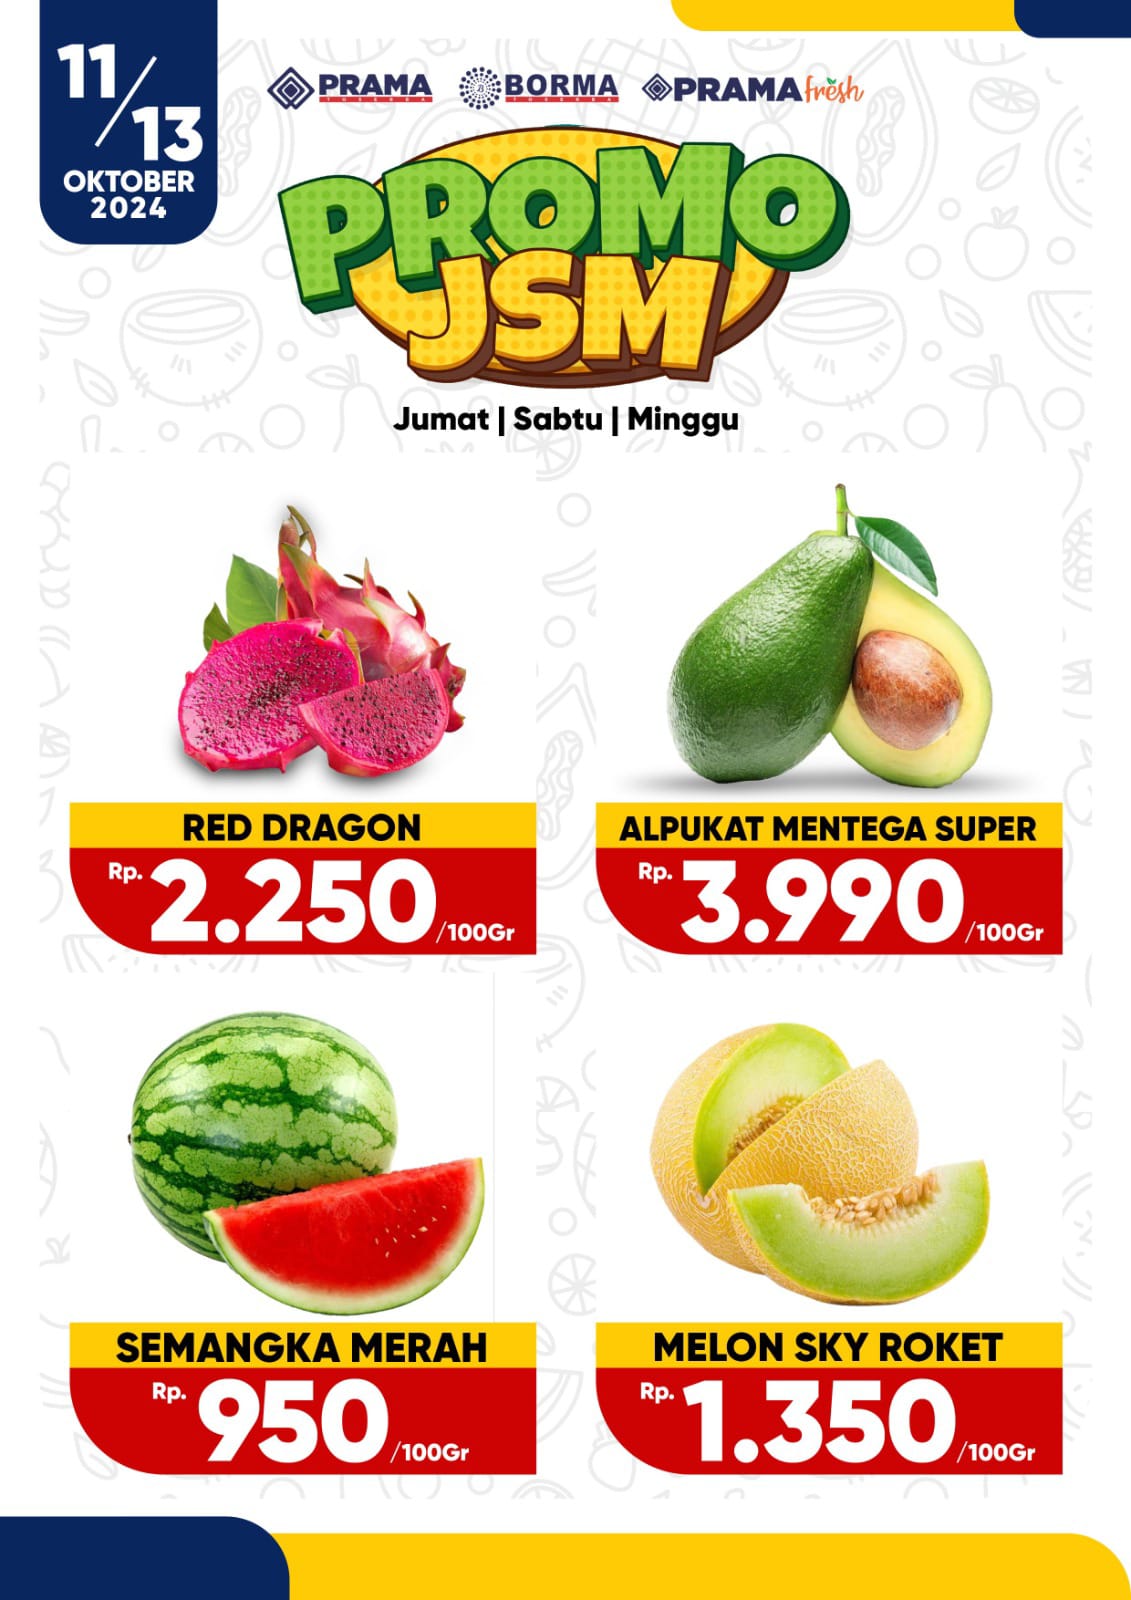 11/13
OKTOBER
2024
PRAMA
BORMA
PRAMA fresh
PROMO
JSM
Jumat | Sabtu | Minggu
RED DRAGON
Rp. 2.250 /100Gr
ALPUKAT MENTEGA SUPER
Rp. 3.990 /100Gr
SEMANGKA MERAH
Rp. 950 /100Gr
MELON SKY ROKET
Rp. 1.350 /100Gr